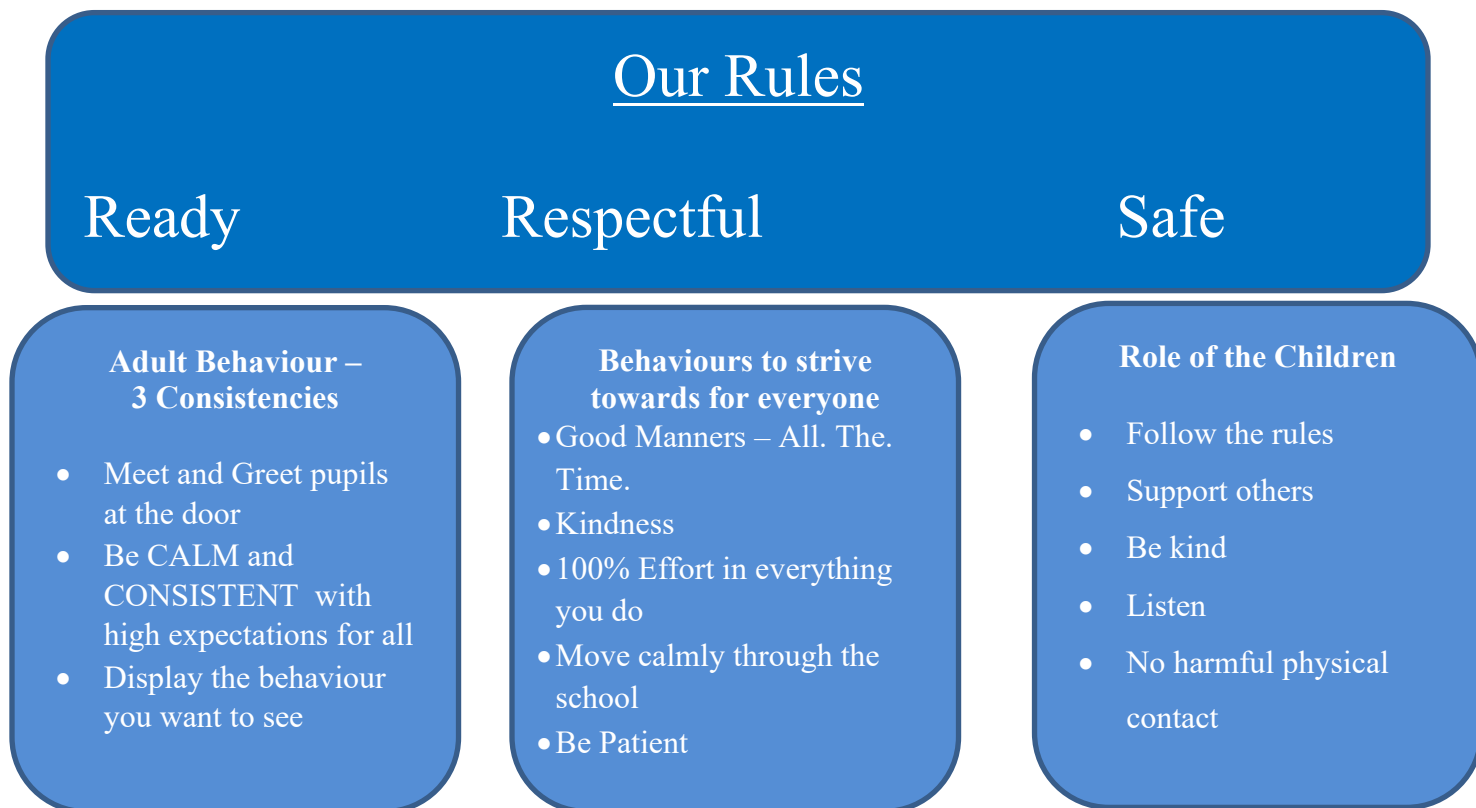 Our Rules
Ready Respectful Safe
Adult Behaviour –
3 Consistencies
• Meet and Greet pupils
at the door
• Be CALM and
CONSISTENT  with
high expectations for all
• Display the behaviour
you want to see
Behaviours to strive
towards for everyone
• Good Manners – All. The.
Time.
• Kindness
• 100% Effort in everything
you do
• Move calmly through the
school
• Be Patient
Role of the Children
• Follow the rules
• Support others
• Be kind
• Listen
• No harmful physical
contact